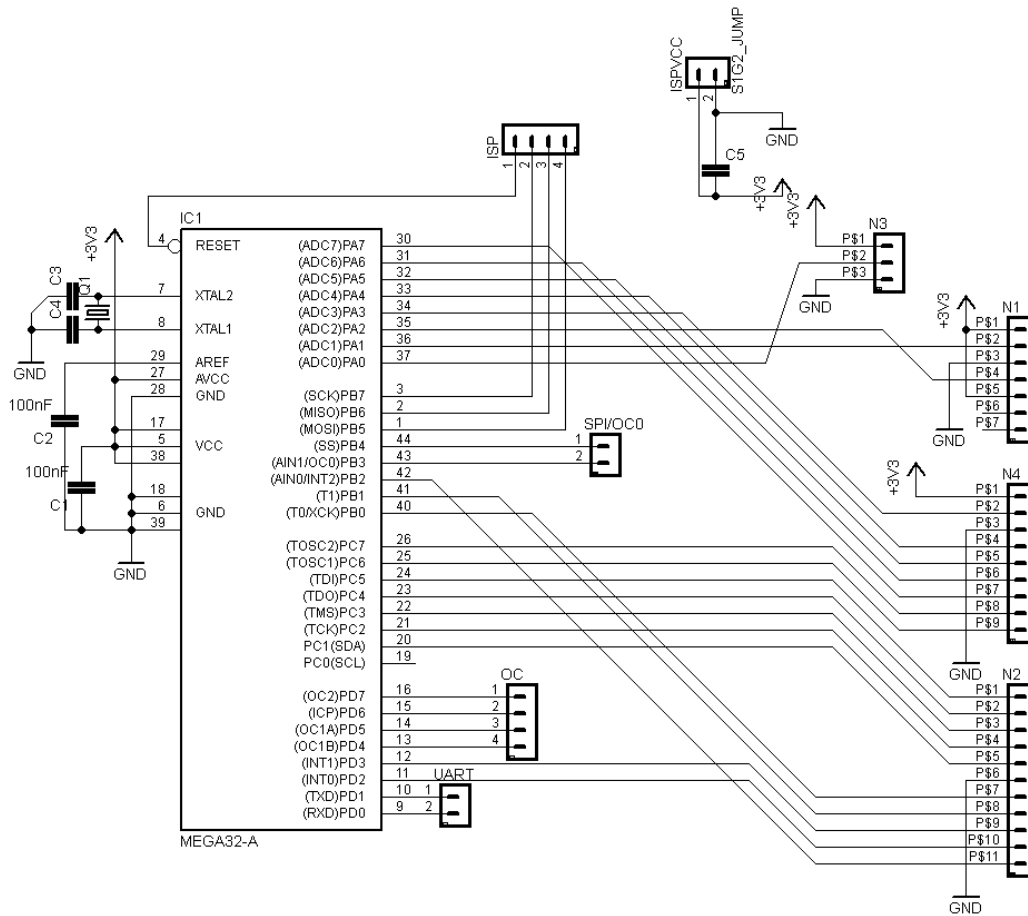 ISPVCC
S1G2_JUMP
1
2
GND
C5
+3V3
ISP
1
2
3
4
IC1
+3V3
4 RESET
C3
Q1
C4
7 XTAL2
8 XTAL1
GND
29 AREF
27 AVCC
28 GND
100nF
C2
17
5 VCC
38
100nF
C1
18
6 GND
39
GND
(ADC7)PA7 30
(ADC6)PA6 31
(ADC5)PA5 32
(ADC4)PA4 33
(ADC3)PA3 34
(ADC2)PA2 35
(ADC1)PA1 36
(ADC0)PA0 37
(SCK)PB7 3
(MISO)PB6 2
(MOSI)PB5 1
(SS)PB4 44
(AIN1/OC0)PB3 43
(AIN0/INT2)PB2 42
(T1)PB1 41
(T0/XCK)PB0 40
(TOSC2)PC7 26
(TOSC1)PC6 25
(TDI)PC5 24
(TDO)PC4 23
(TMS)PC3 22
(TCK)PC2 21
PC1(SDA) 20
PC0(SCL) 19
(OC2)PD7 16
(ICP)PD6 15
(OC1A)PD5 14
(OC1B)PD4 13
(INT1)PD3 12
(INT0)PD2 11
(TXD)PD1 10
(RXD)PD0 9
MEGA32-A
SPI/OC0
1
2
OC
1
2
3
4
UART
1
2
+3V3
N3
P$1
P$2
P$3
GND
+3V3
N1
P$1
P$2
P$3
P$4
P$5
P$6
P$7
GND
+3V3
N4
P$1
P$2
P$3
P$4
P$5
P$6
P$7
P$8
P$9
GND
N2
P$1
P$2
P$3
P$4
P$5
P$6
P$7
P$8
P$9
P$10
P$11
GND